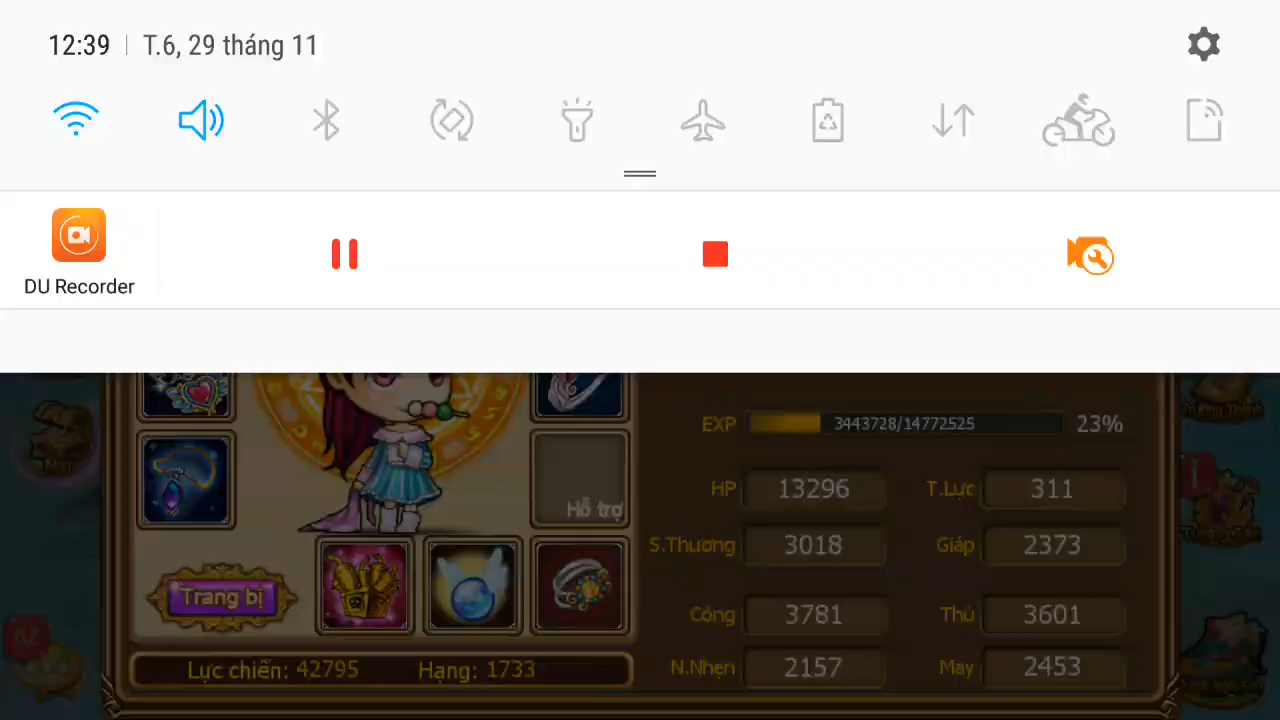 12:39 T.6, 29 tháng 11
DU Recorder
EXP 3443728/14772525 23%
HP 13296 T.Lực 311
Hỗ trợ
S.Thương 3018 Giáp 2373
Trang bị
Công 3781 Thủ 3601
Lực chiến: 42795 Hạng: 1733
N.Nhẹn 2157 May 2453